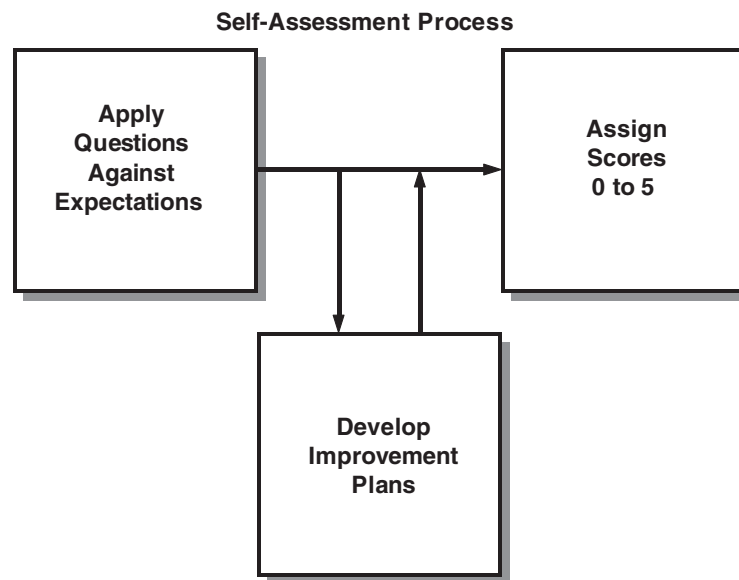 Self-Assessment Process
Apply
Questions
Against
Expectations
Assign
Scores
0 to 5
Develop
Improvement
Plans